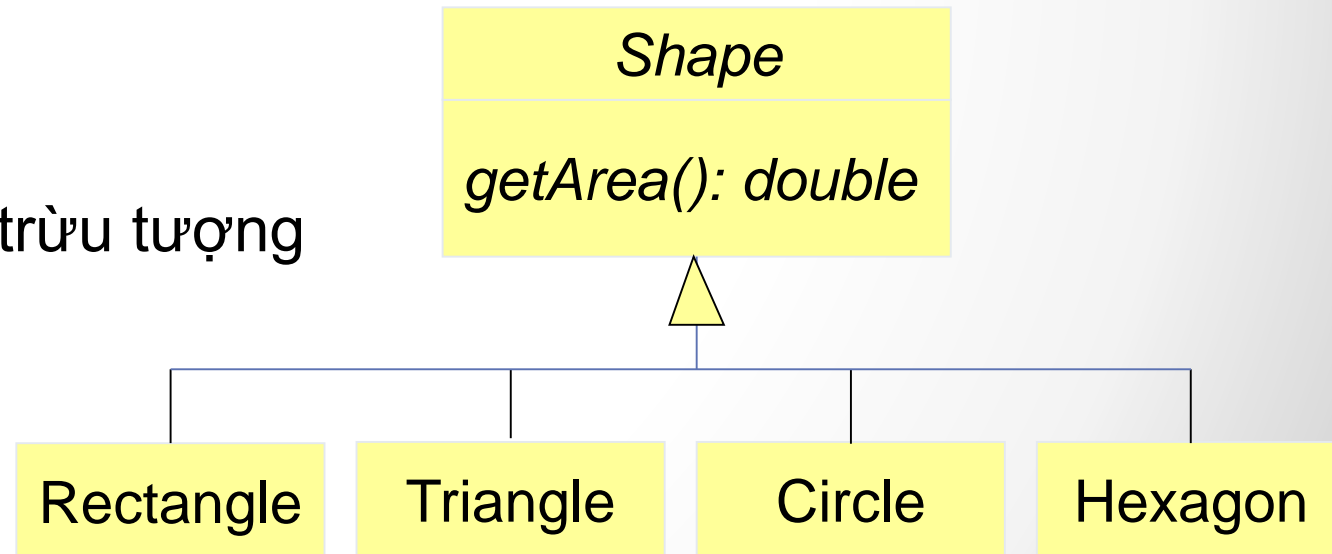 Shape
getArea(): double
trừu tượng
Rectangle
Triangle
Circle
Hexagon